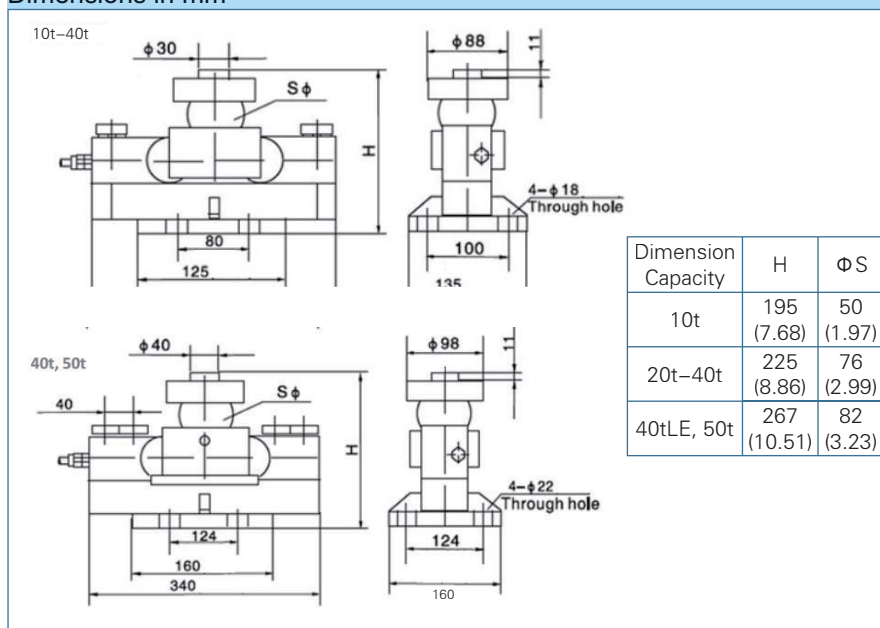 Dimensions in mm
10t–40t
ϕ30
Sϕ
H
80
125
ϕ88
11
4-ϕ18
Through hole
100
135
Dimension Capacity H ΦS
10t 195 (7.68) 50 (1.97)
20t–40t 225 (8.86) 76 (2.99)
40tLE, 50t 267 (10.51) 82 (3.23)
40t, 50t
ϕ40
40
Sϕ
H
124
160
340
ϕ98
11
4-ϕ22
Through hole
124
160